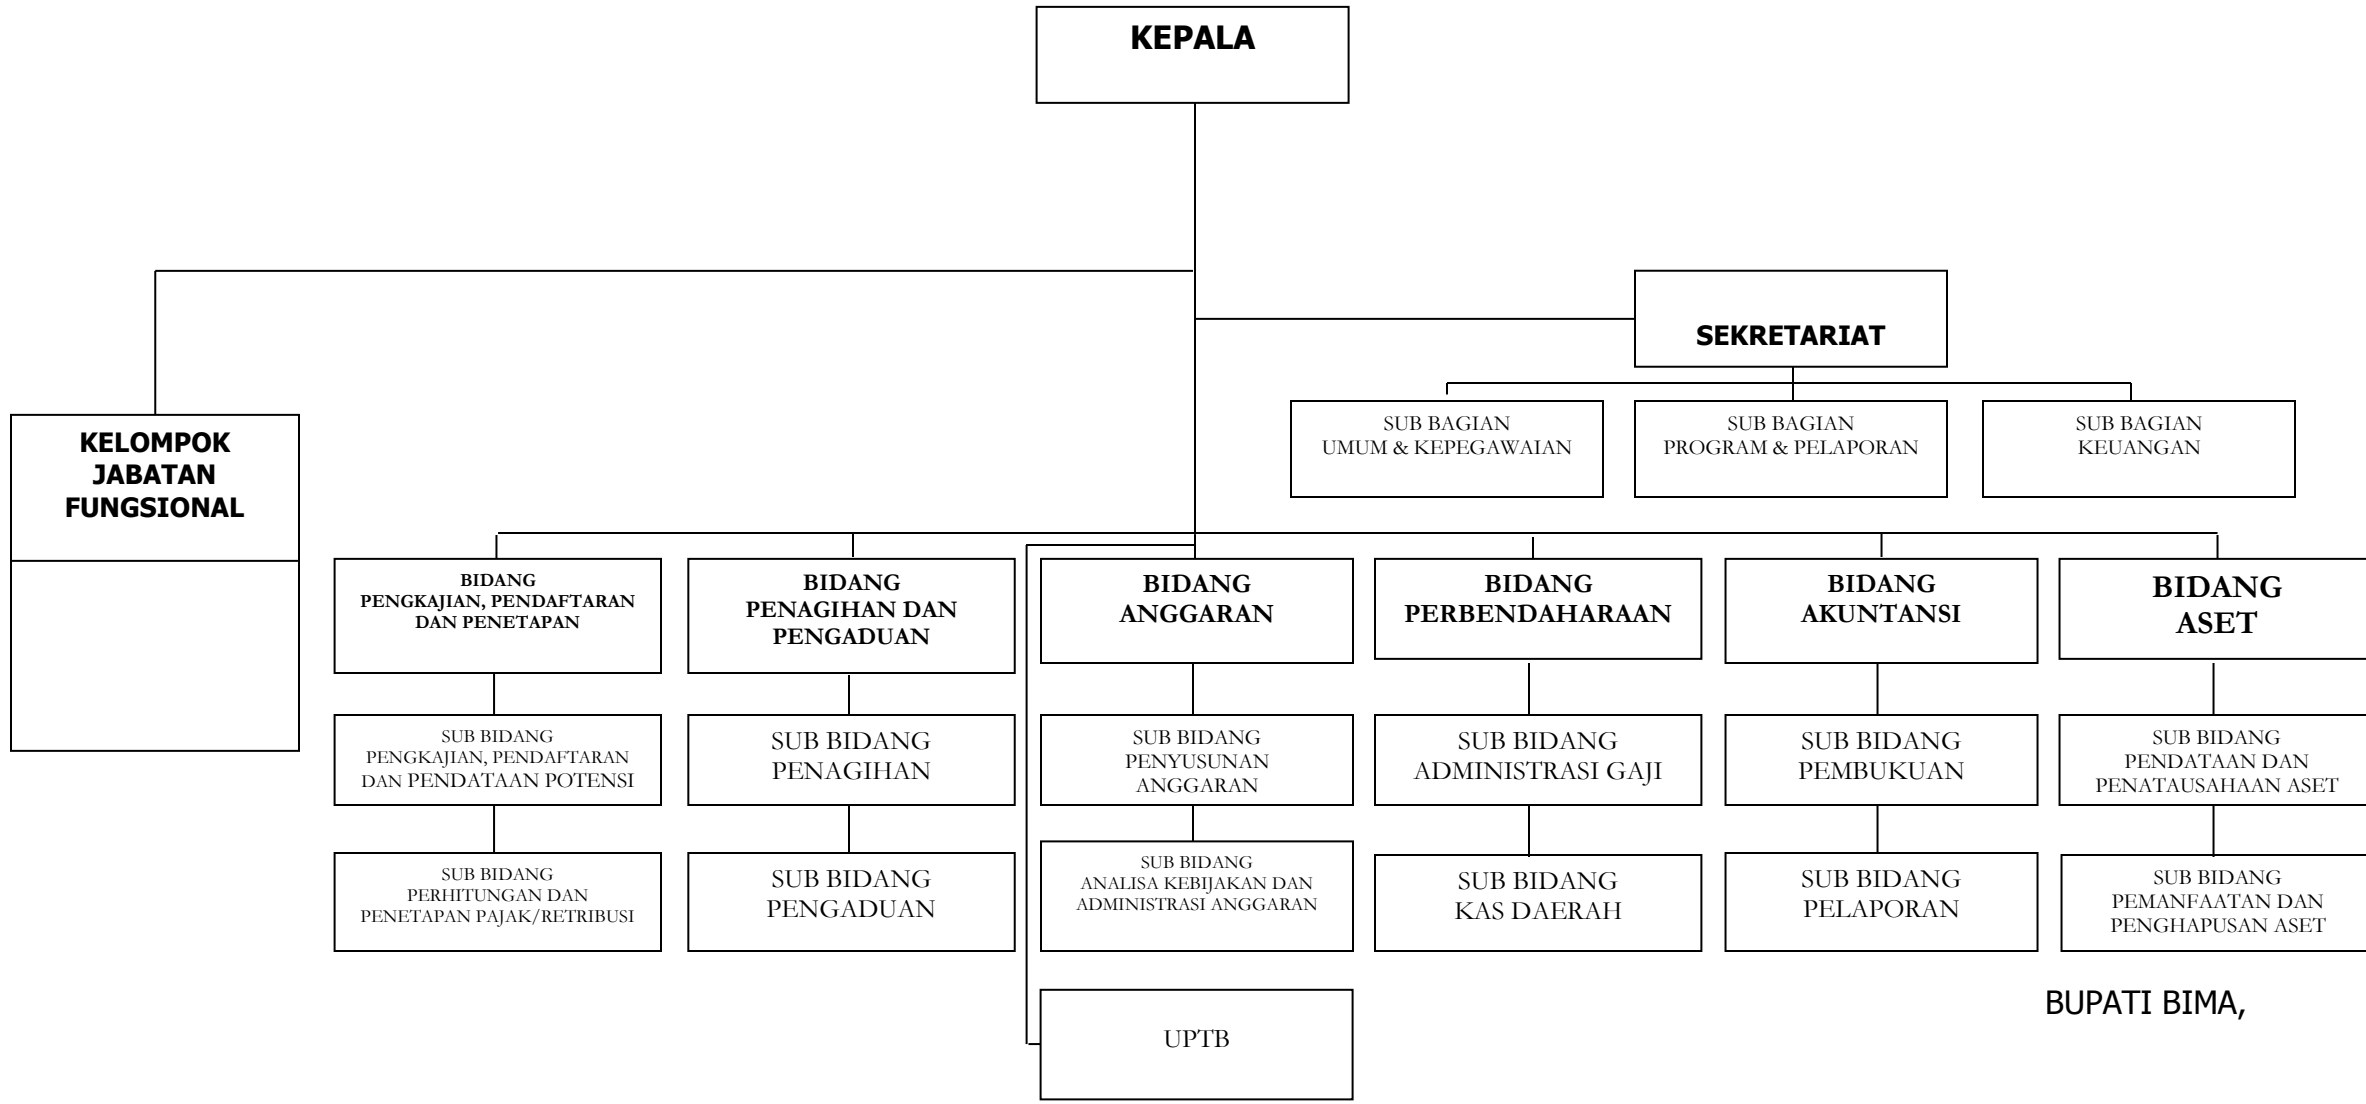 KEPALA
SEKRETARIAT
SUB BAGIAN
UMUM & KEPEGAWAIAN
SUB BAGIAN
PROGRAM & PELAPORAN
SUB BAGIAN
KEUANGAN
KELOMPOK
JABATAN
FUNGSIONAL
BIDANG
PENGKAJIAN, PENDAFTARAN
DAN PENETAPAN
BIDANG
PENAGIHAN DAN
PENGADUAN
BIDANG
ANGGARAN
BIDANG
PERBENDAHARAAN
BIDANG
AKUNTANSI
BIDANG
ASET
SUB BIDANG
PENGKAJIAN, PENDAFTARAN
DAN PENDATAAN POTENSI
SUB BIDANG
PENAGIHAN
SUB BIDANG
PENYUSUNAN
ANGGARAN
SUB BIDANG
ADMINISTRASI GAJI
SUB BIDANG
PEMBUKUAN
SUB BIDANG
PENDATAAN DAN
PENATAUSAHAAN ASET
SUB BIDANG
PERHITUNGAN DAN
PENETAPAN PAJAK/RETRIBUSI
SUB BIDANG
PENGADUAN
SUB BIDANG
ANALISA KEBIJAKAN DAN
ADMINISTRASI ANGGARAN
SUB BIDANG
KAS DAERAH
SUB BIDANG
PELAPORAN
SUB BIDANG
PEMANFAATAN DAN
PENGHAPUSAN ASET
BUPATI BIMA,
UPTB